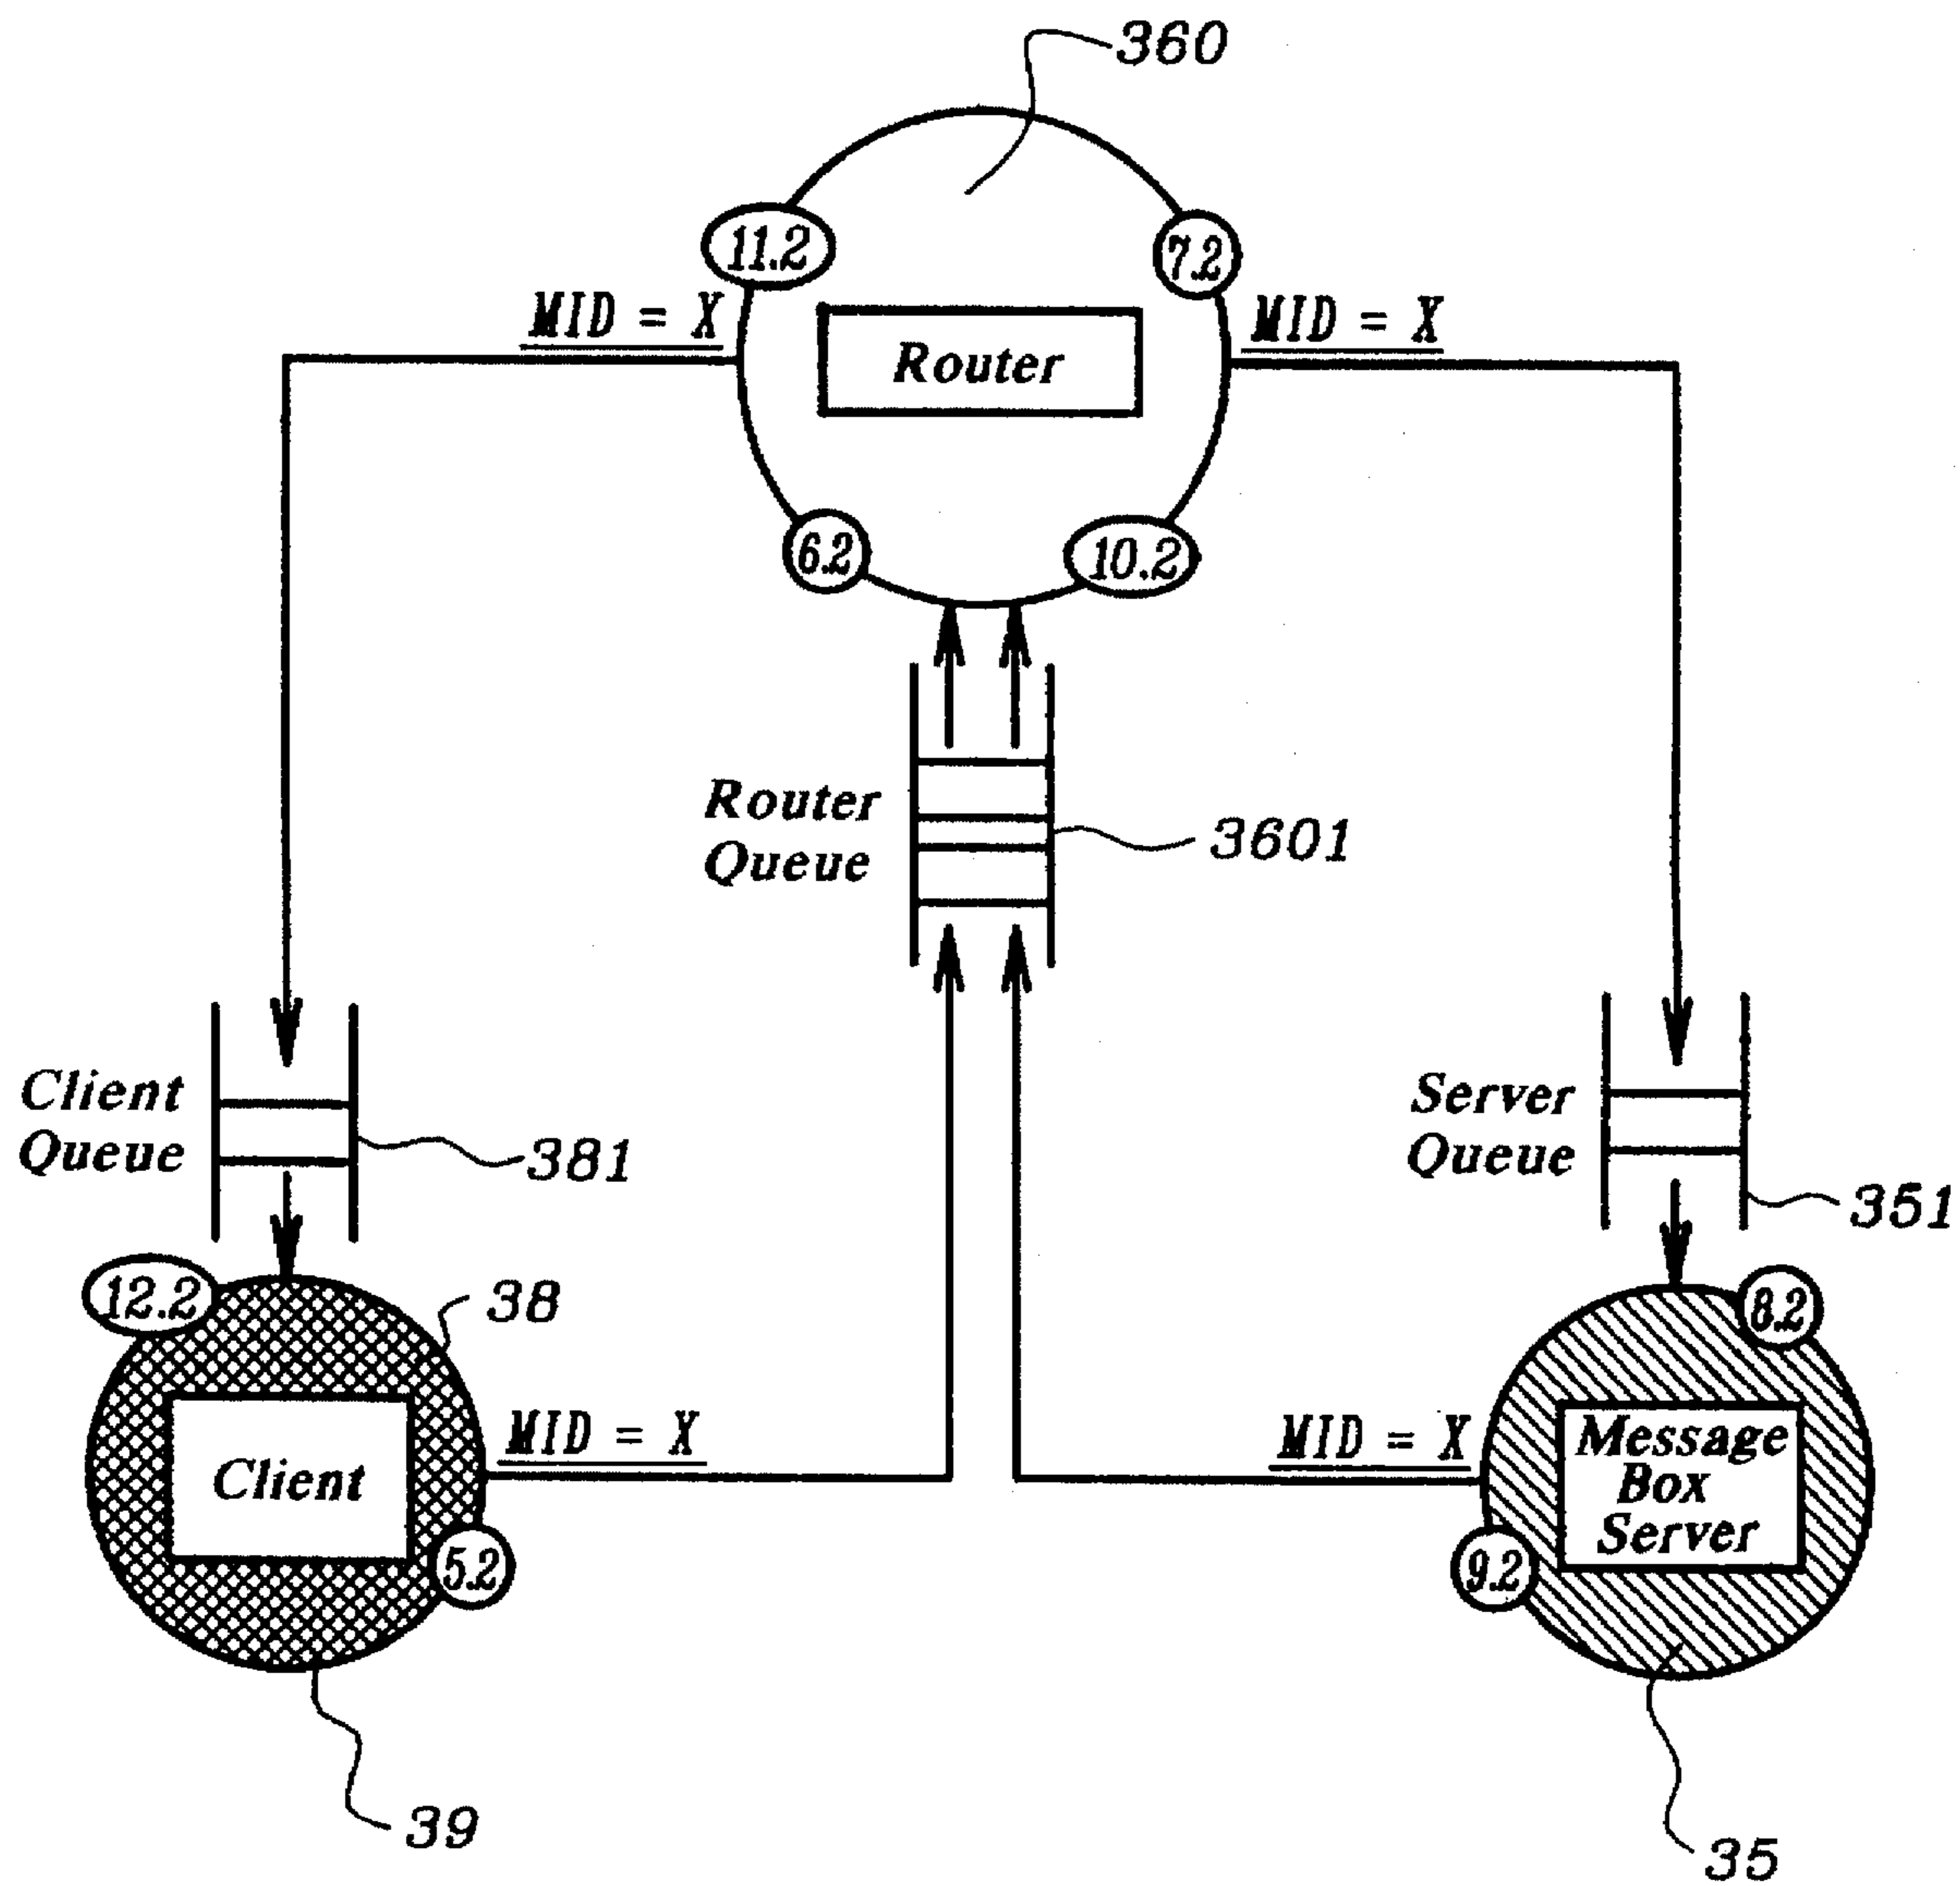 360
11.2
7.2
MID = X
MID = X
Router
6.2
10.2
Router
Queue
3601
Client
Queue
381
Server
Queue
351
12.2
38
8.2
MID = X
MID = X
Client
Message
Box
Server
5.2
9.2
39
35